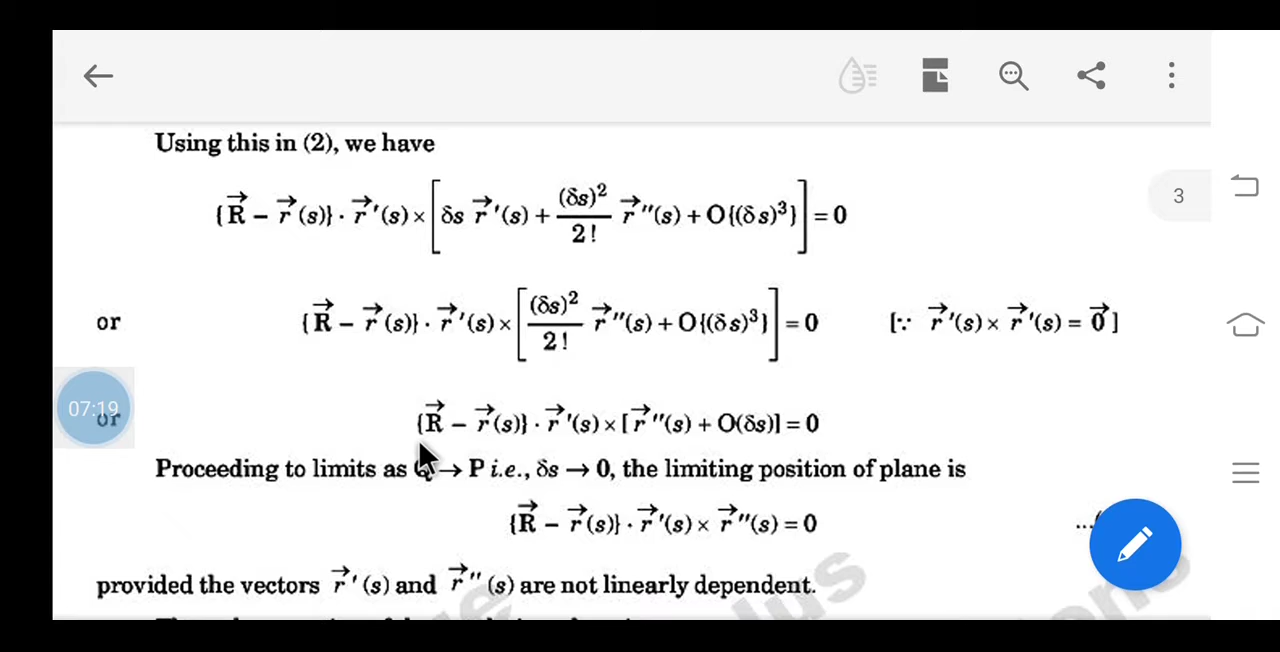 3
Using this in (2), we have
{R⃗ − r⃗(s)} · r⃗′(s) × [δs r⃗′(s) + (δs)²/2! r⃗″(s) + O{(δs)³}] = 0
or {R⃗ − r⃗(s)} · r⃗′(s) × [(δs)²/2! r⃗″(s) + O{(δs)³}] = 0 [∵ r⃗′(s) × r⃗′(s) = 0⃗]
07:19
or {R⃗ − r⃗(s)} · r⃗′(s) × [r⃗″(s) + O(δs)] = 0
Proceeding to limits as Q → P i.e., δs → 0, the limiting position of plane is
{R⃗ − r⃗(s)} · r⃗′(s) × r⃗″(s) = 0 ...(
provided the vectors r⃗′(s) and r⃗″(s) are not linearly dependent.